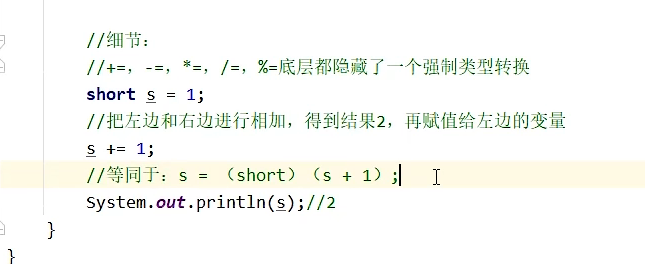 //细节：
//+=，-=，*=，/=，%=底层都隐藏了一个强制类型转换
short s = 1;
//把左边和右边进行相加，得到结果2，再赋值给左边的变量
s += 1;
//等同于：s = （short）（s + 1）;
System.out.println(s);//2
}
}